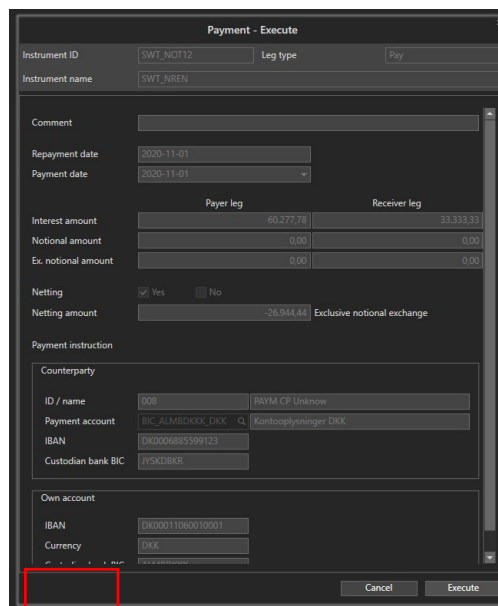 Payment - Execute
Instrument ID SWT_NOT12 Leg type Pay
Instrument name SWT_NREN
Comment
Repayment date 2020-11-01
Payment date 2020-11-01
Payer leg Receiver leg
Interest amount 60.277,78 33.333,33
Notional amount 0,00 0,00
Ex. notional amount 0,00 0,00
Netting Yes No
Netting amount -26.944,44 Exclusive notional exchange
Payment instruction
Counterparty
ID / name 008 PAYM CP Unknow
Payment account BIC_ALMBDKKK_DKK Kontooplysninger DKK
IBAN DK0006885599123
Custodian bank BIC JYSKDBKR
Own account
IBAN DK00011060010001
Currency DKK
Cancel Execute